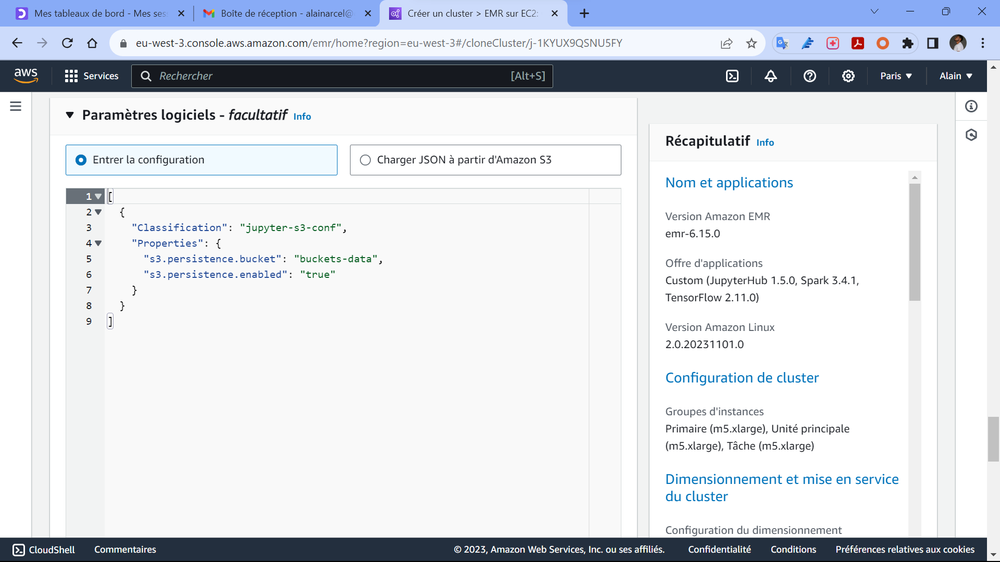 Mes tableaux de bord - Mes ses
Boîte de réception - alainarcel@
Créer un cluster > EMR sur EC2:
eu-west-3.console.aws.amazon.com/emr/home?region=eu-west-3#/cloneCluster/j-1KYUX9QSNU5FY
aws
Services
Rechercher
[Alt+S]
Paris
Alain
Paramètres logiciels - facultatif Info
Entrer la configuration
Charger JSON à partir d'Amazon S3
1 [
2 {
3 "Classification": "jupyter-s3-conf",
4 "Properties": {
5 "s3.persistence.bucket": "buckets-data",
6 "s3.persistence.enabled": "true"
7 }
8 }
9 ]
Récapitulatif Info
Nom et applications
Version Amazon EMR
emr-6.15.0
Offre d'applications
Custom (JupyterHub 1.5.0, Spark 3.4.1,
TensorFlow 2.11.0)
Version Amazon Linux
2.0.20231101.0
Configuration de cluster
Groupes d'instances
Primaire (m5.xlarge), Unité principale
(m5.xlarge), Tâche (m5.xlarge)
Dimensionnement et mise en service
du cluster
Configuration du dimensionnement
CloudShell
Commentaires
© 2023, Amazon Web Services, Inc. ou ses affiliés.
Confidentialité
Conditions
Préférences relatives aux cookies